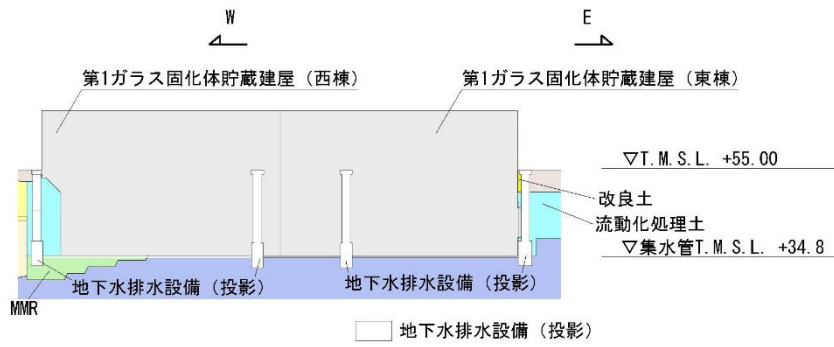 W
E
第1ガラス固化体貯蔵建屋（西棟）
第1ガラス固化体貯蔵建屋（東棟）
▽T.M.S.L. +55.00
改良土
流動化処理土
▽集水管T.M.S.L. +34.8
地下水排水設備（投影）
地下水排水設備（投影）
MMR
地下水排水設備（投影）